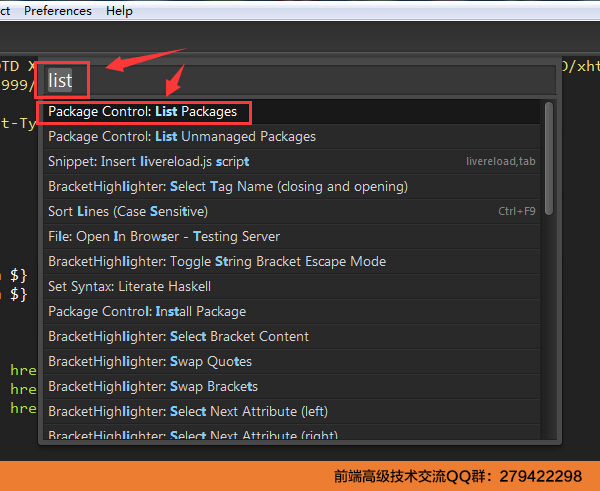 ct Preferences Help
OTD X
O/xht
1999/
list
Package Control: List Packages
t-Ty
Package Control: List Unmanaged Packages
Snippet: Insert livereload.js script livereload,tab
BracketHighlighter: Select Tag Name (closing and opening)
Sort Lines (Case Sensitive) Ctrl+F9
File: Open In Browser - Testing Server
BracketHighlighter: Toggle String Bracket Escape Mode
$}
Set Syntax: Literate Haskell
$}
Package Control: Install Package
BracketHighlighter: Select Bracket Content
BracketHighlighter: Swap Quotes
hre
BracketHighlighter: Swap Brackets
hre
BracketHighlighter: Select Next Attribute (left)
hre
BracketHighlighter: Select Next Attribute (right)
前端高级技术交流QQ群：279422298